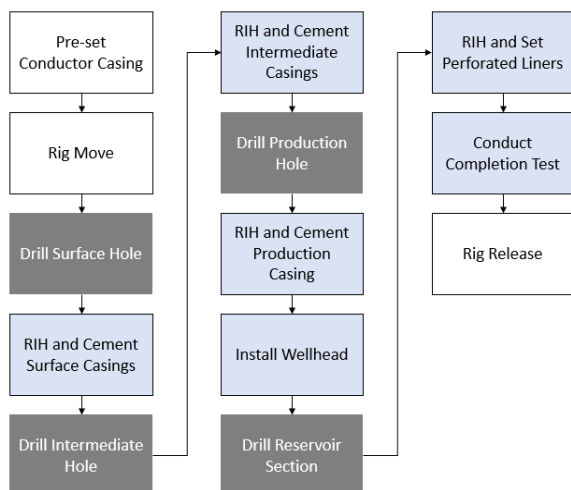 Pre-set
Conductor Casing
Rig Move
Drill Surface Hole
RIH and Cement
Surface Casings
Drill Intermediate
Hole
RIH and Cement
Intermediate
Casings
Drill Production
Hole
RIH and Cement
Production
Casing
Install Wellhead
Drill Reservoir
Section
RIH and Set
Perforated Liners
Conduct
Completion Test
Rig Release